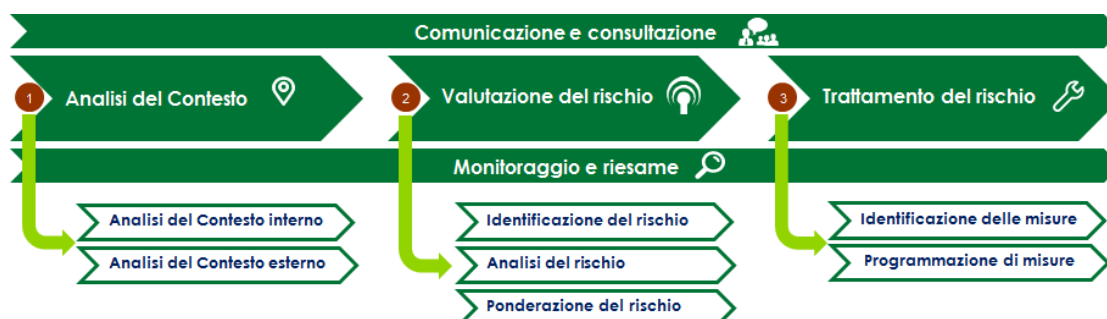 Comunicazione e consultazione
1 Analisi del Contesto
2 Valutazione del rischio
3 Trattamento del rischio
Monitoraggio e riesame
Analisi del Contesto interno
Analisi del Contesto esterno
Identificazione del rischio
Analisi del rischio
Ponderazione del rischio
Identificazione delle misure
Programmazione di misure